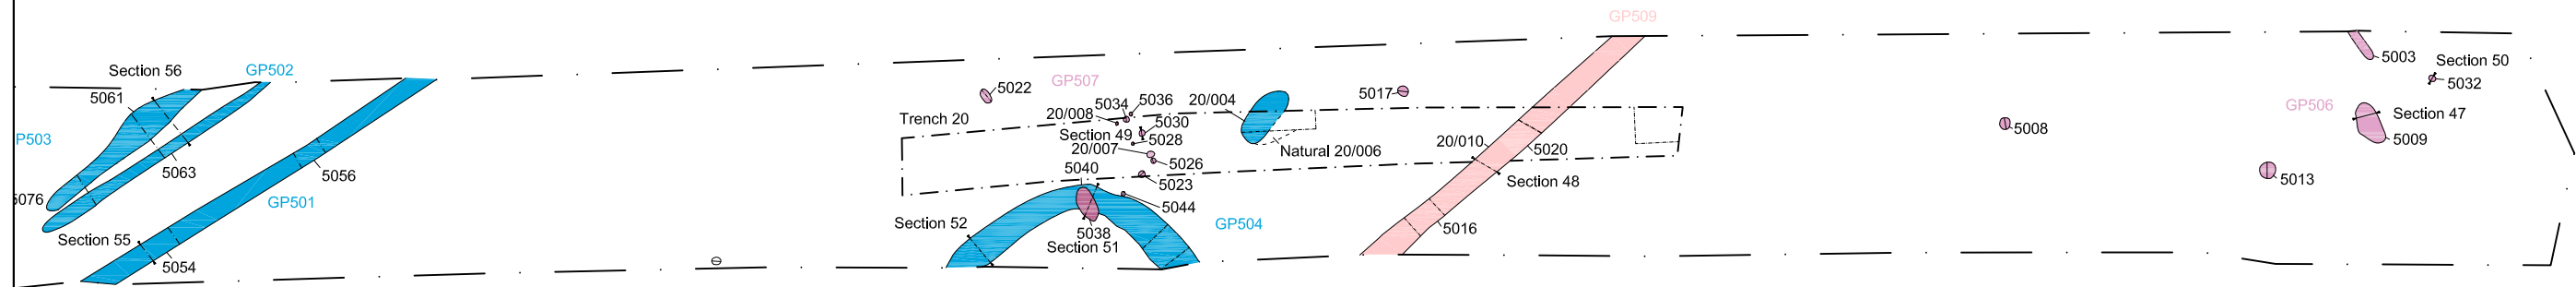 GP509
Section 56
GP502
5061
P503
5063
5076
GP501
5056
Section 55
5054
5022
GP507
Trench 20
20/008
5034
5036
20/004
5017
Section 49
5030
5028
20/007
5026
5040
5023
5044
Natural 20/006
Section 52
5038
Section 51
GP504
20/010
5020
Section 48
5016
5008
5003
Section 50
5032
GP506
Section 47
5009
5013